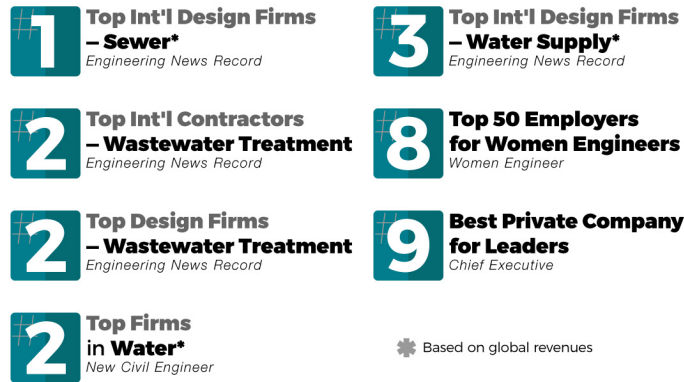 #1
Top Int'l Design Firms
– Sewer*
Engineering News Record
#2
Top Int'l Contractors
– Wastewater Treatment
Engineering News Record
#2
Top Design Firms
– Wastewater Treatment
Engineering News Record
#2
Top Firms
in Water*
New Civil Engineer
#3
Top Int'l Design Firms
– Water Supply*
Engineering News Record
#8
Top 50 Employers
for Women Engineers
Women Engineer
#9
Best Private Company
for Leaders
Chief Executive
* Based on global revenues